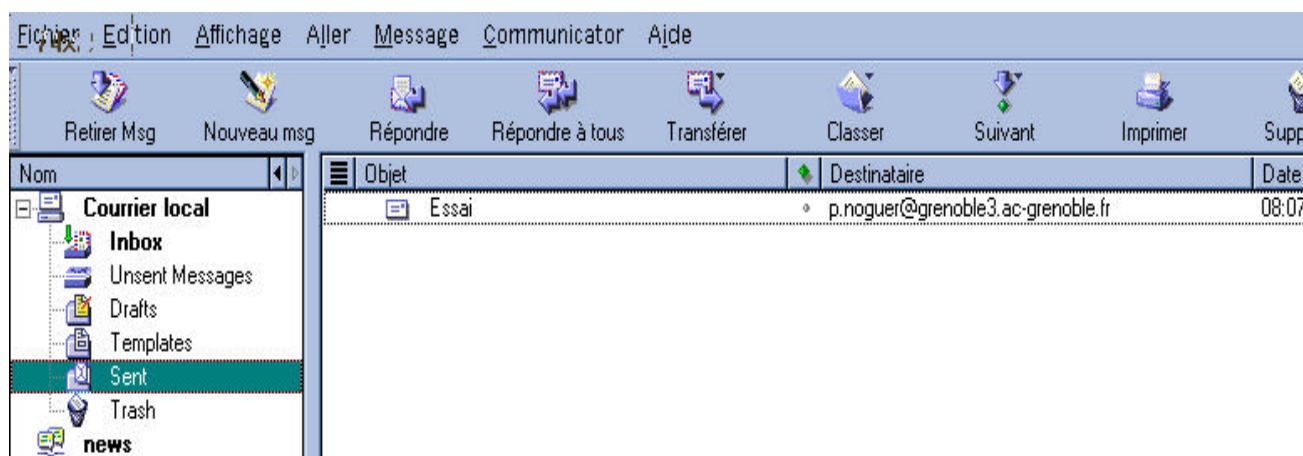 Fichier Edition Affichage Aller Message Communicator Aide
Retirer Msg Nouveau msg Répondre Répondre à tous Transférer Classer Suivant Imprimer Supp
Nom Objet Destinataire Date
Courrier local Essai p.noguer@grenoble3.ac-grenoble.fr 08:07
Inbox
Unsent Messages
Drafts
Templates
Sent
Trash
news